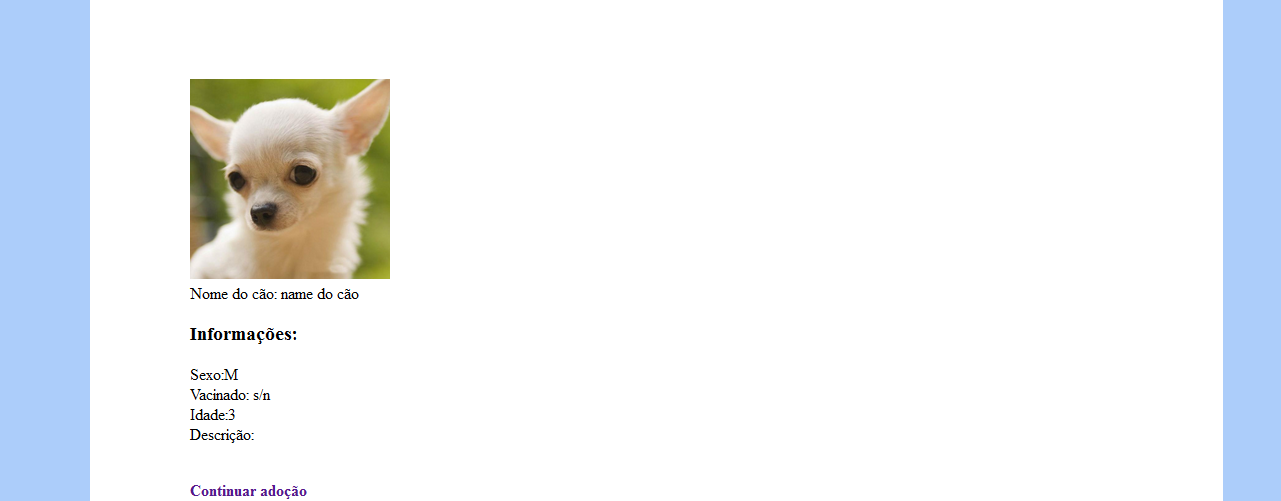 Nome do cão: name do cão
Informações:
Sexo:M
Vacinado: s/n
Idade:3
Descrição:
Continuar adoção